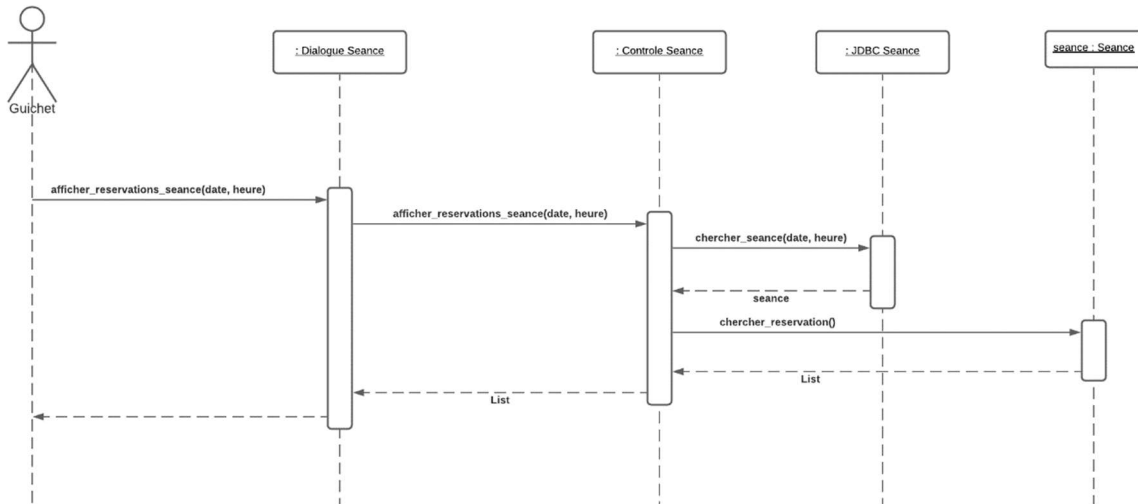 : Dialogue Seance
: Controle Seance
: JDBC Seance
seance : Seance
Guichet
afficher_reservations_seance(date, heure)
afficher_reservations_seance(date, heure)
chercher_seance(date, heure)
seance
chercher_reservation()
List
List